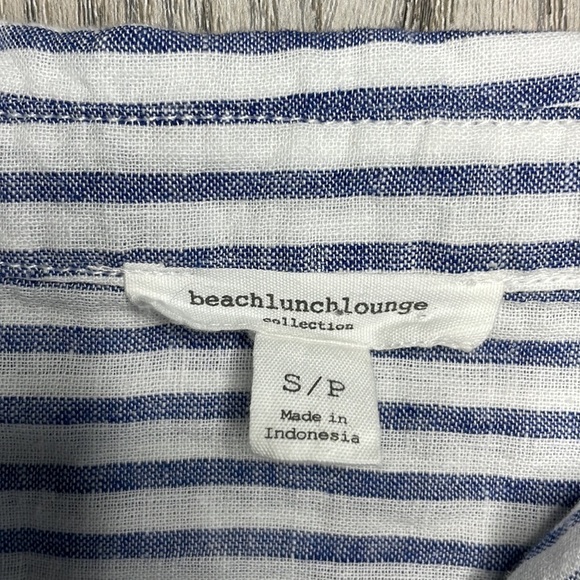 beachlunchlounge
collection
S/P
Made in
Indonesia